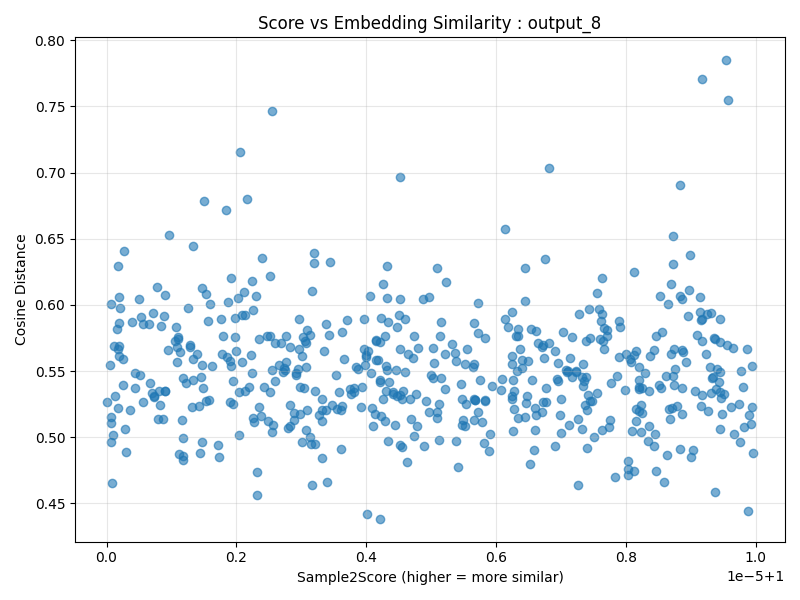 Score vs Embedding Similarity : output_8
Cosine Distance
0.80
0.75
0.70
0.65
0.60
0.55
0.50
0.45
0.0 0.2 0.4 0.6 0.8 1.0
Sample2Score (higher = more similar)
1e−5+1